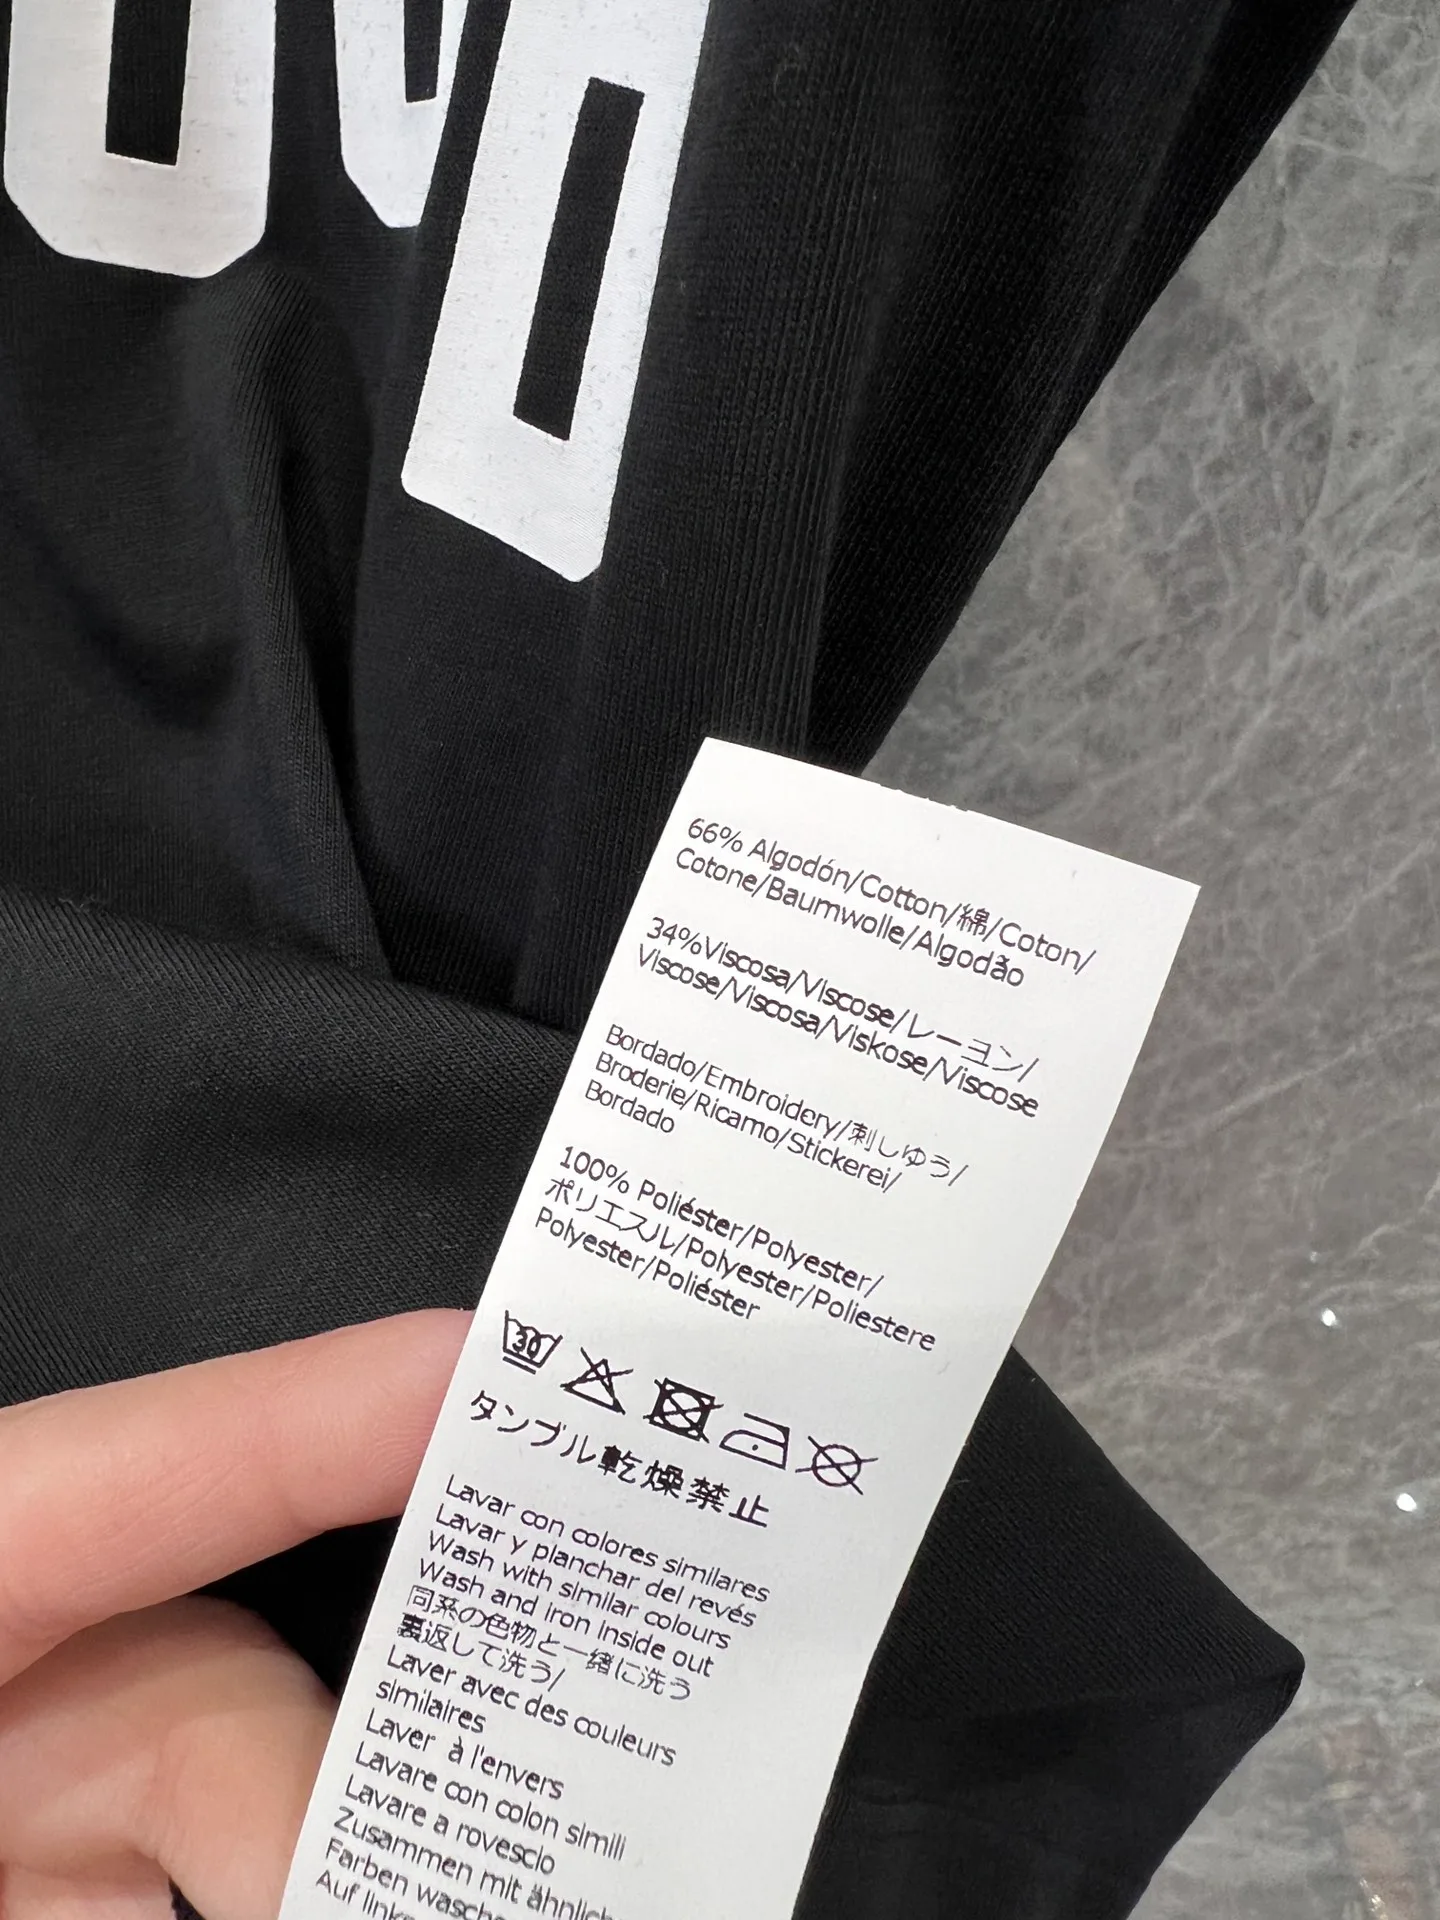 66% Algodón/Cotton/綿/Coton/
Cotone/Baumwolle/Algodão
34%Viscosa/Viscose/レーヨン/
Viscose/Viscosa/Viskose/Viscose
Bordado/Embroidery/刺しゆう/
Broderie/Ricamo/Stickerei/
Bordado
100% Poliéster/Polyester/
ポリエスル/Polyester/Poliestere
Polyester/Poliéster
30
タンブル乾燥禁止
Lavar con colores similares
Lavar y planchar del revés
Wash with similar colours
Wash and iron inside out
同系の色物と一緒に洗う
裏返して洗う/
Laver avec des couleurs
similaires
Laver à l'envers
Lavare con colon simili
Lavare a rovescio
Zusammen mit
Farben
Auf